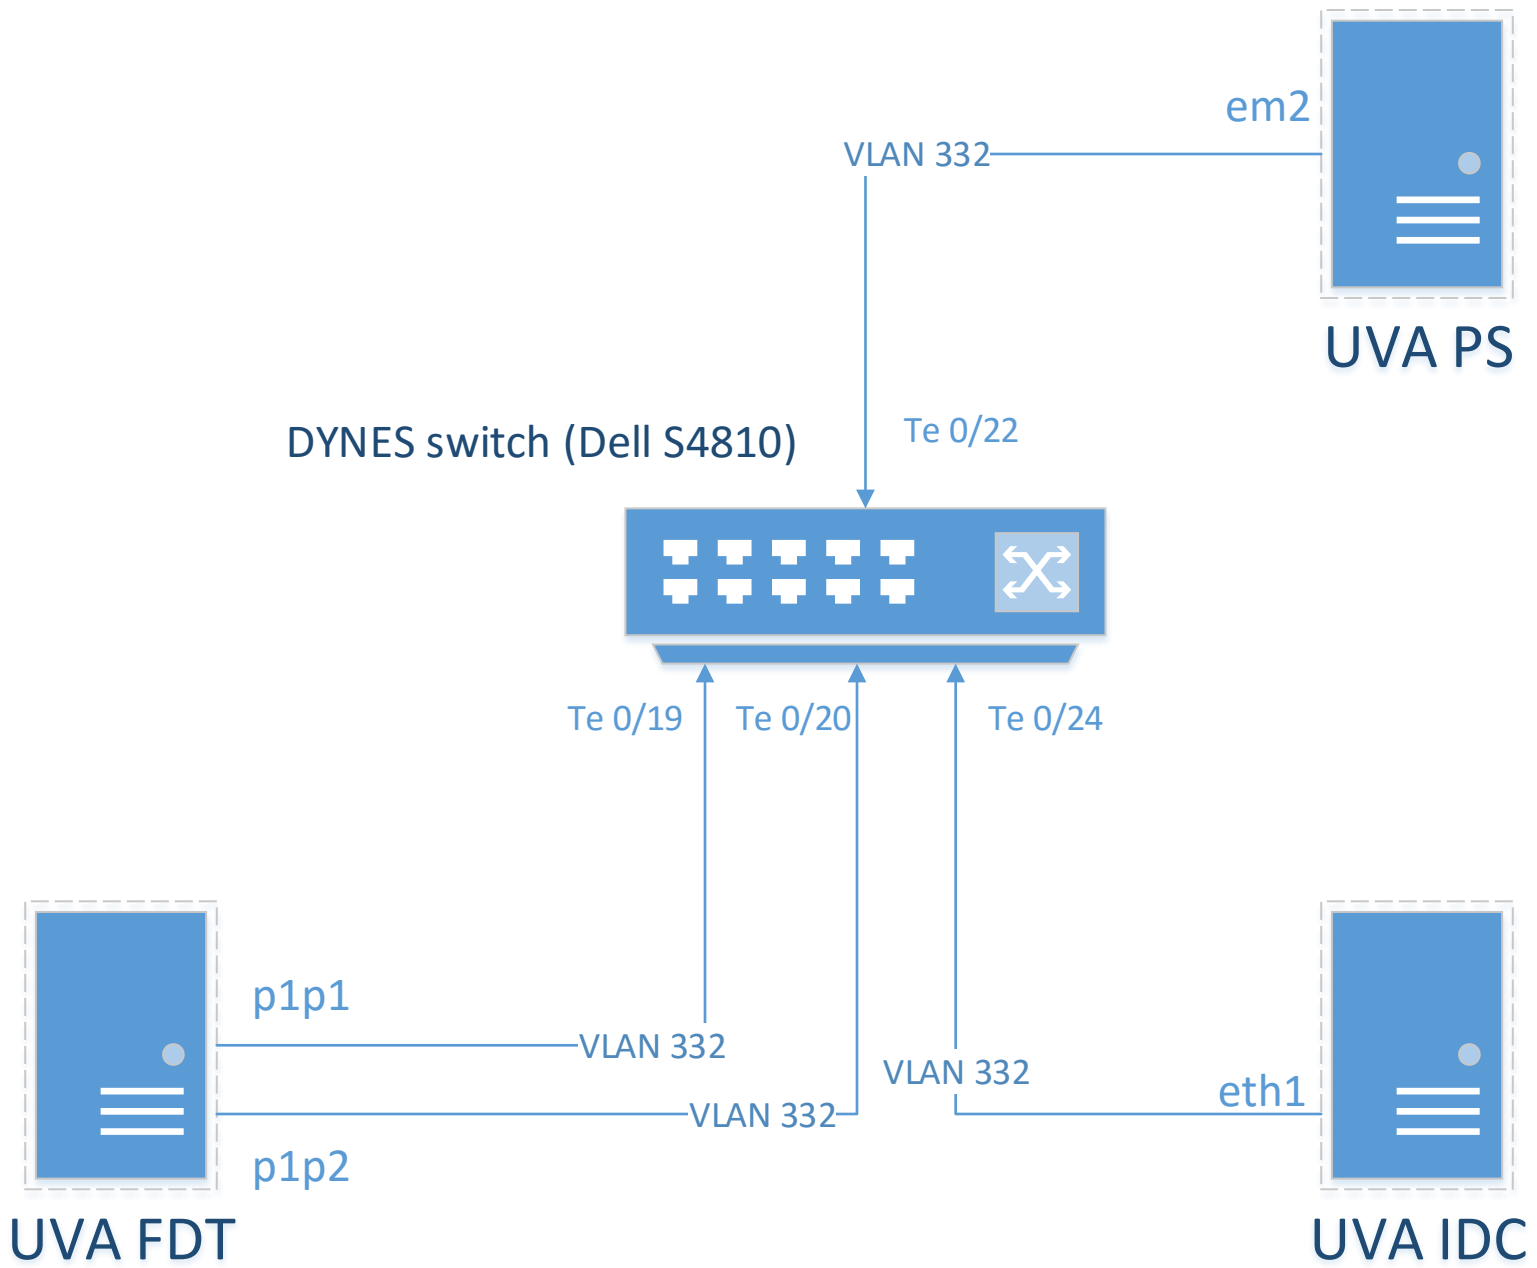 em2
VLAN 332
UVA PS
DYNES switch (Dell S4810)
Te 0/22
Te 0/19
Te 0/20
Te 0/24
p1p1
VLAN 332
VLAN 332
eth1
VLAN 332
p1p2
UVA FDT
UVA IDC